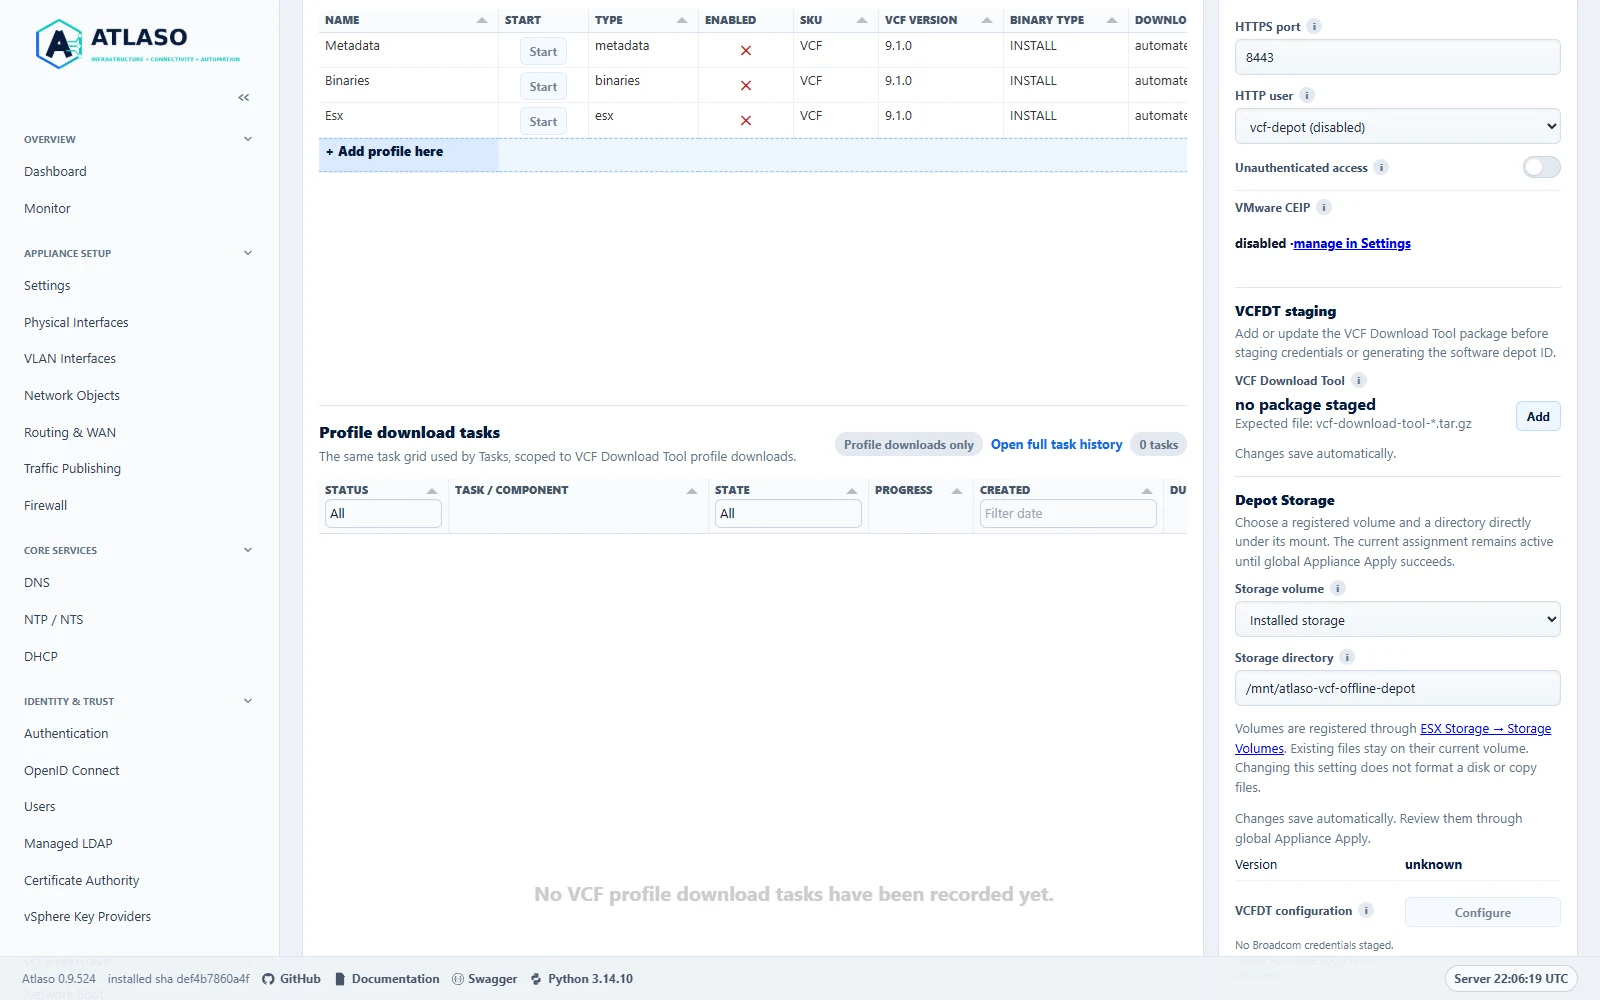 ATLASO
INFRASTRUCTURE • CONNECTIVITY • AUTOMATION
OVERVIEW
Dashboard
Monitor
APPLIANCE SETUP
Settings
Physical Interfaces
VLAN Interfaces
Network Objects
Routing & WAN
Traffic Publishing
Firewall
CORE SERVICES
DNS
NTP / NTS
DHCP
IDENTITY & TRUST
Authentication
OpenID Connect
Users
Managed LDAP
Certificate Authority
vSphere Key Providers
Network Boot
NAME START TYPE ENABLED SKU VCF VERSION BINARY TYPE DOWNLO
Metadata Start metadata VCF 9.1.0 INSTALL automate
Binaries Start binaries VCF 9.1.0 INSTALL automate
Esx Start esx VCF 9.1.0 INSTALL automate
+ Add profile here
Profile download tasks
The same task grid used by Tasks, scoped to VCF Download Tool profile downloads.
Profile downloads only Open full task history 0 tasks
STATUS TASK / COMPONENT STATE PROGRESS CREATED DU
All All Filter date
No VCF profile download tasks have been recorded yet.
HTTPS port i
8443
HTTP user i
vcf-depot (disabled)
Unauthenticated access i
VMware CEIP i
disabled ·manage in Settings
VCFDT staging
Add or update the VCF Download Tool package before
staging credentials or generating the software depot ID.
VCF Download Tool i
no package staged
Expected file: vcf-download-tool-*.tar.gz
Add
Changes save automatically.
Depot Storage
Choose a registered volume and a directory directly
under its mount. The current assignment remains active
until global Appliance Apply succeeds.
Storage volume i
Installed storage
Storage directory i
/mnt/atlaso-vcf-offline-depot
Volumes are registered through ESX Storage → Storage
Volumes. Existing files stay on their current volume.
Changing this setting does not format a disk or copy
files.
Changes save automatically. Review them through
global Appliance Apply.
Version unknown
VCFDT configuration i Configure
No Broadcom credentials staged.
Atlaso 0.9.524 installed sha def4b7860a4f GitHub Documentation Swagger Python 3.14.10 Server 22:06:19 UTC